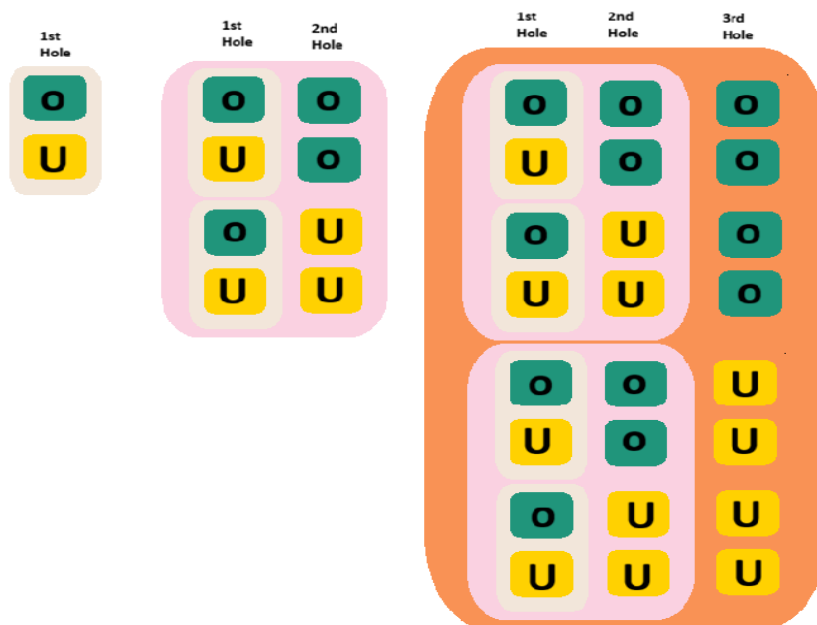 1st
Hole
o
U
1st 2nd
Hole Hole
o o
U o
o U
U U
1st 2nd 3rd
Hole Hole Hole
o o o
U o o
o U o
U U o
o o U
U o U
o U U
U U U